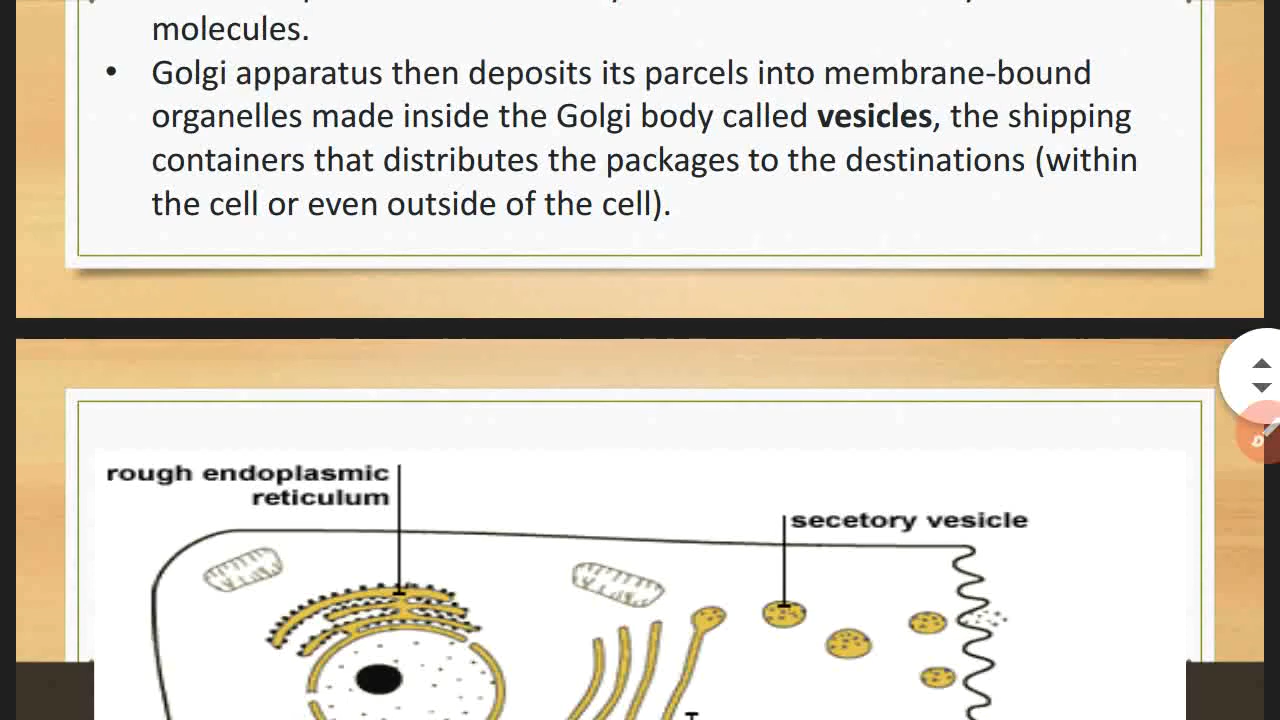 molecules.
• Golgi apparatus then deposits its parcels into membrane-bound
organelles made inside the Golgi body called vesicles, the shipping
containers that distributes the packages to the destinations (within
the cell or even outside of the cell).
rough endoplasmic
reticulum
secetory vesicle